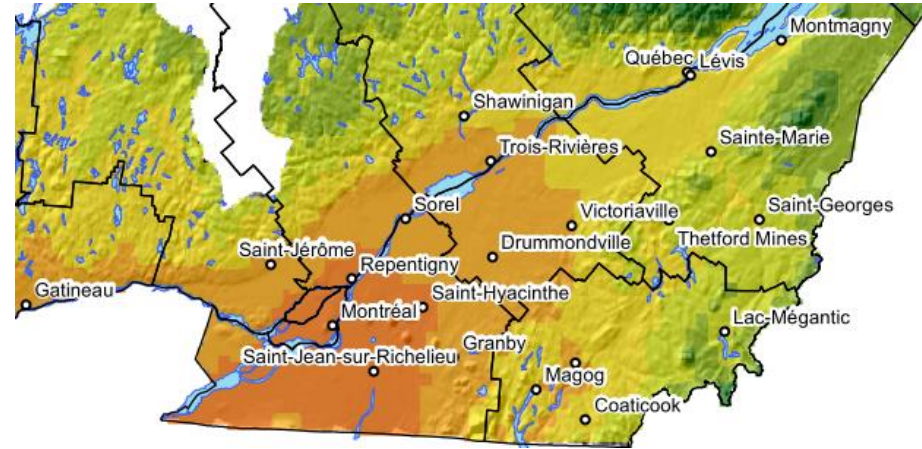 Montmagny
Québec Lévis
Shawinigan
Sainte-Marie
Trois-Rivières
Sorel
Victoriaville
Saint-Georges
Drummondville
Thetford Mines
Saint-Jérôme
Repentigny
Gatineau
Saint-Hyacinthe
Montréal
Lac-Mégantic
Granby
Saint-Jean-sur-Richelieu
Magog
Coaticook